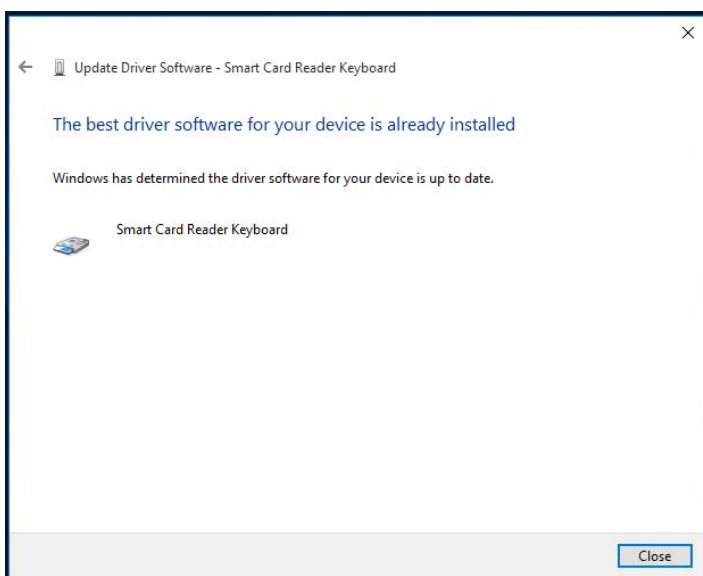 Update Driver Software - Smart Card Reader Keyboard
The best driver software for your device is already installed
Windows has determined the driver software for your device is up to date.
Smart Card Reader Keyboard
Close